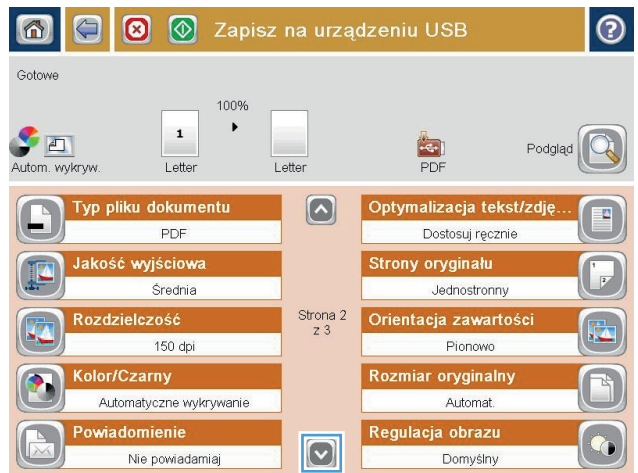 Zapisz na urządzeniu USB
?
Gotowe
100%
1
Autom. wykryw.
Letter
Letter
PDF
Podgląd
Typ pliku dokumentu
PDF
Jakość wyjściowa
Średnia
Rozdzielczość
150 dpi
Kolor/Czarny
Automatyczne wykrywanie
Powiadomienie
Nie powiadamiaj
Strona 2
z 3
Optymalizacja tekst/zdję...
Dostosuj ręcznie
Strony oryginału
1
2
Jednostronny
Orientacja zawartości
Pionowo
Rozmiar oryginalny
Automat.
Regulacja obrazu
Domyślny